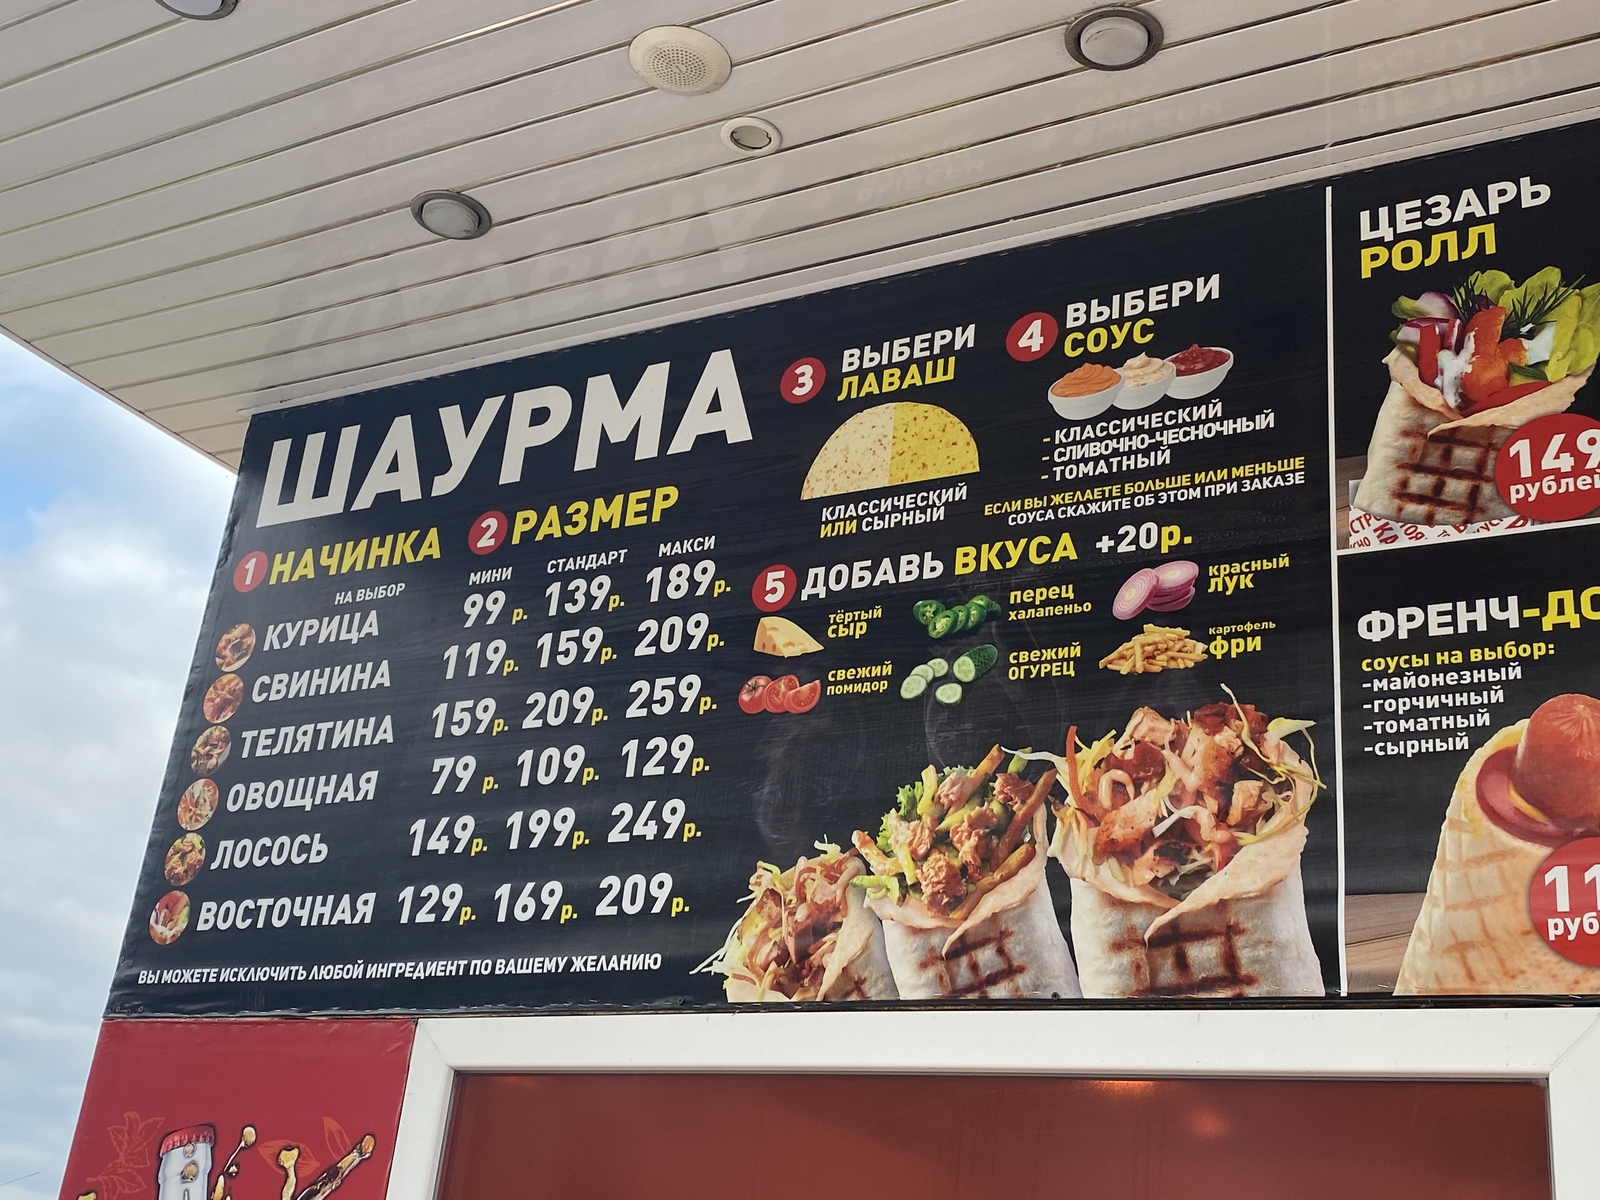 ШАУРМА
1 НАЧИНКА
НА ВЫБОР
2 РАЗМЕР
МИНИ СТАНДАРТ МАКСИ
КУРИЦА 99 р. 139р. 189р.
СВИНИНА 119р. 159р. 209р.
ТЕЛЯТИНА 159р. 209р. 259р.
ОВОЩНАЯ 79 р. 109р. 129р.
ЛОСОСЬ 149р. 199р. 249р.
ВОСТОЧНАЯ 129р. 169р. 209р.
ВЫ МОЖЕТЕ ИСКЛЮЧИТЬ ЛЮБОЙ ИНГРЕДИЕНТ ПО ВАШЕМУ ЖЕЛАНИЮ
3 ВЫБЕРИ
ЛАВАШ
КЛАССИЧЕСКИЙ
ИЛИ СЫРНЫЙ
4 ВЫБЕРИ
СОУС
- КЛАССИЧЕСКИЙ
- СЛИВОЧНО-ЧЕСНОЧНЫЙ
- ТОМАТНЫЙ
ЕСЛИ ВЫ ЖЕЛАЕТЕ БОЛЬШЕ ИЛИ МЕНЬШЕ
СОУСА СКАЖИТЕ ОБ ЭТОМ ПРИ ЗАКАЗЕ
5 ДОБАВЬ ВКУСА +20р.
тёртый
сыр
перец
халапеньо
красный
лук
свежий
помидор
свежий
ОГУРЕЦ
картофель
фри
ЦЕЗАРЬ
РОЛЛ
149
рублей
ФРЕНЧ-ДО
соусы на выбор:
-майонезный
-горчичный
-томатный
-сырный
11
руб